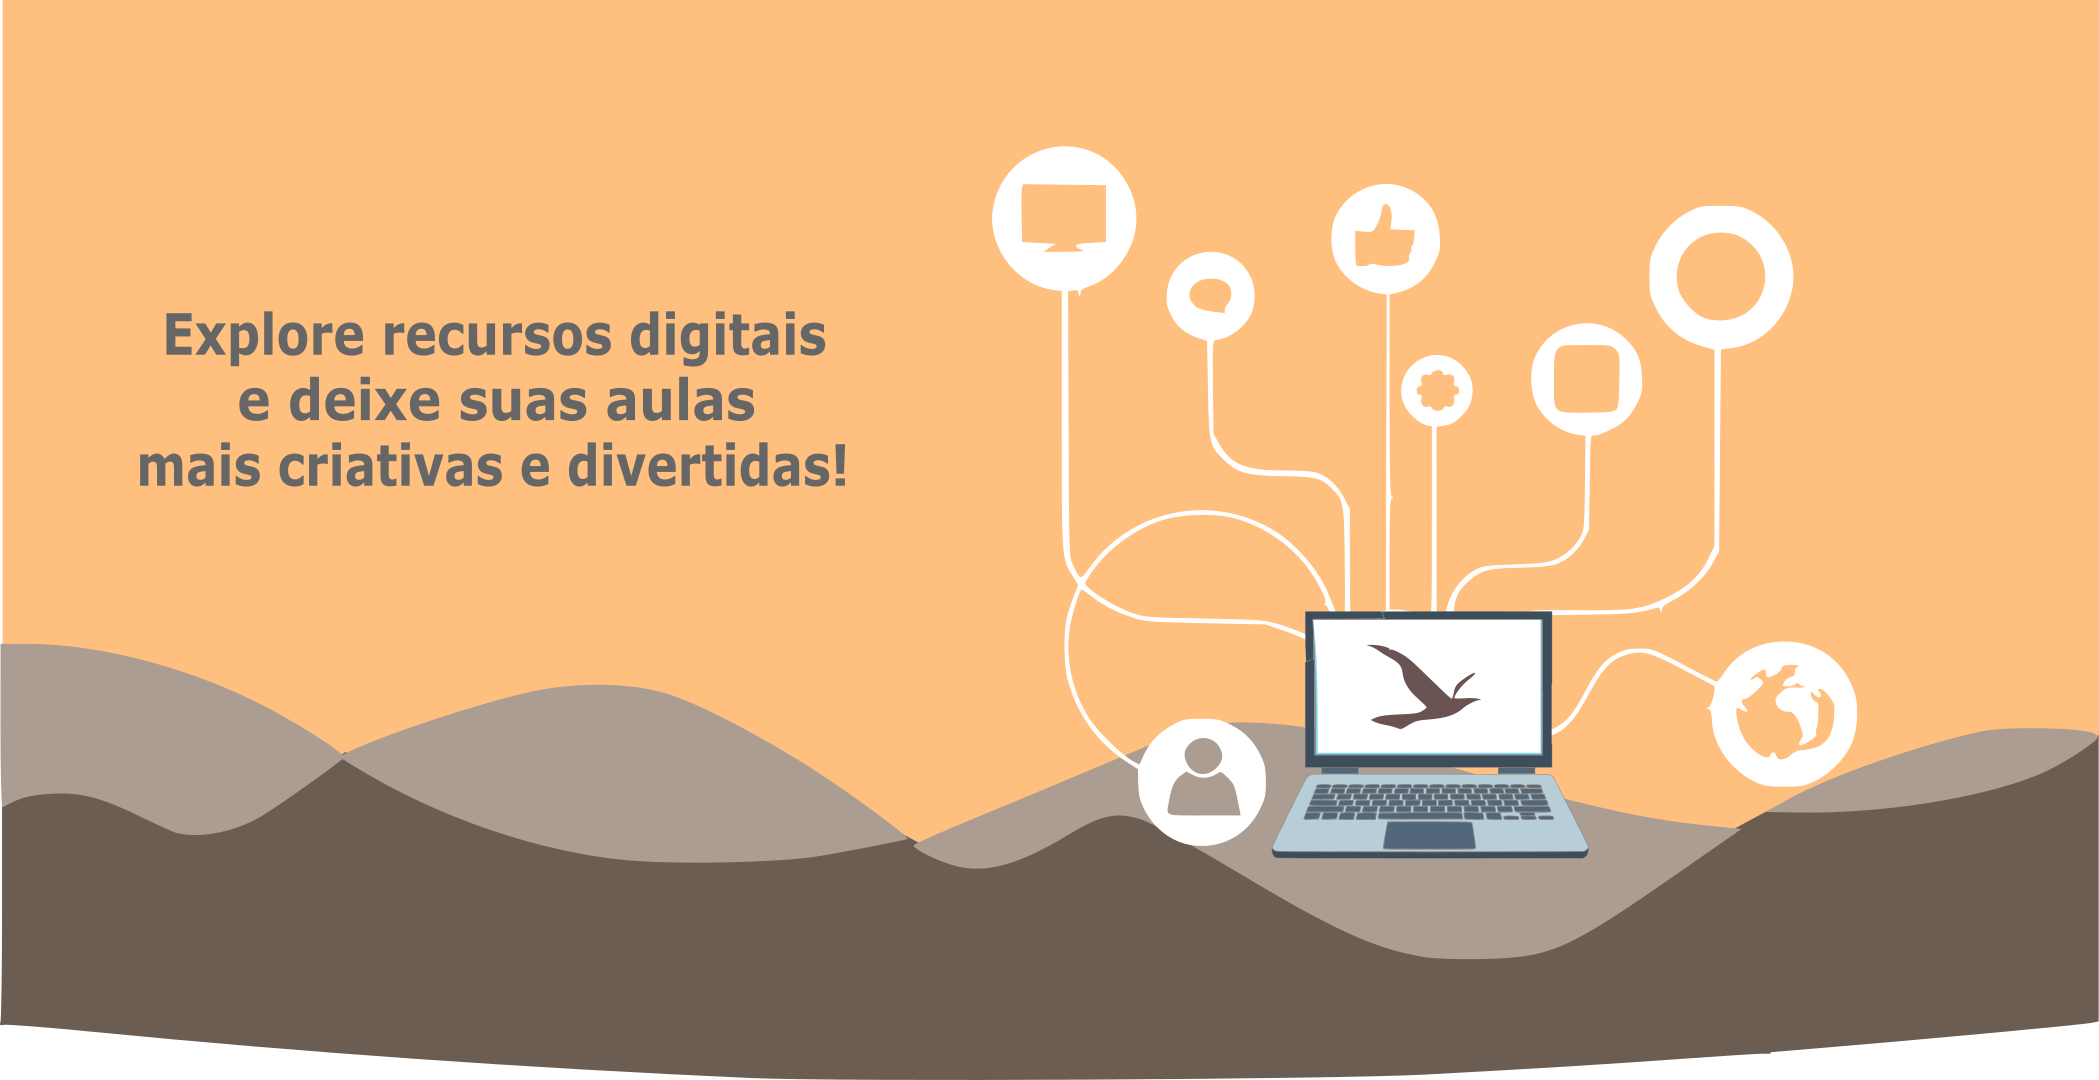 Explore recursos digitais
e deixe suas aulas
mais criativas e divertidas!